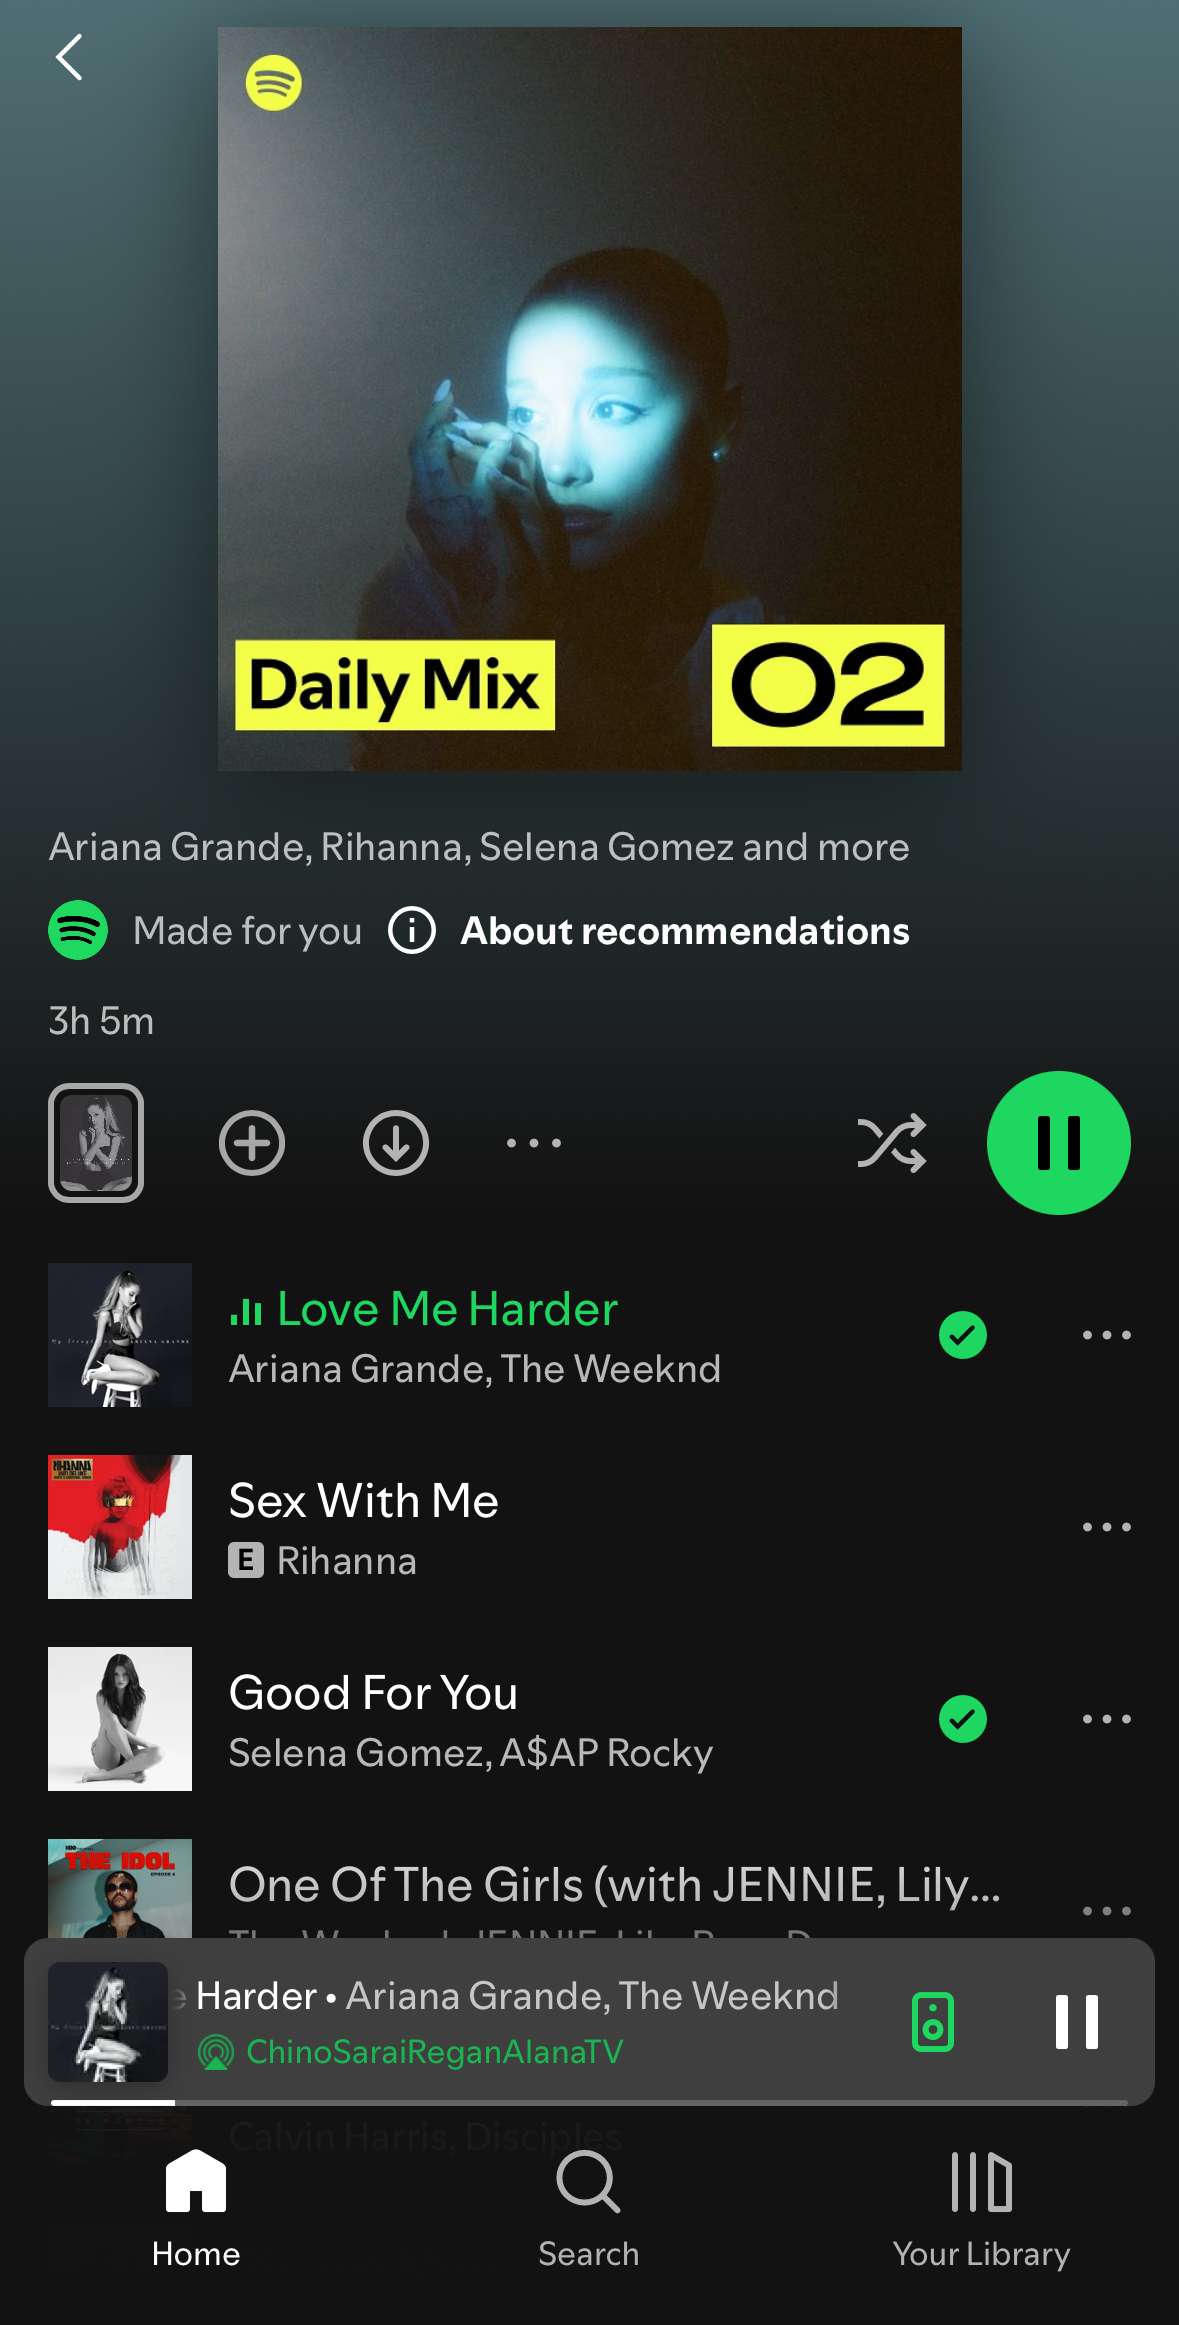 Daily Mix
02
Ariana Grande, Rihanna, Selena Gomez and more
Made for you
About recommendations
3h 5m
Love Me Harder
Ariana Grande, The Weeknd
RIHANNA
Sex With Me
E Rihanna
Good For You
Selena Gomez, A$AP Rocky
THE IDOL
EPISODE 4
One Of The Girls (with JENNIE, Lily...
e Harder • Ariana Grande, The Weeknd
ChinoSaraiReganAlanaTV
Calvin Harris, Disciples
Home
Search
Your Library